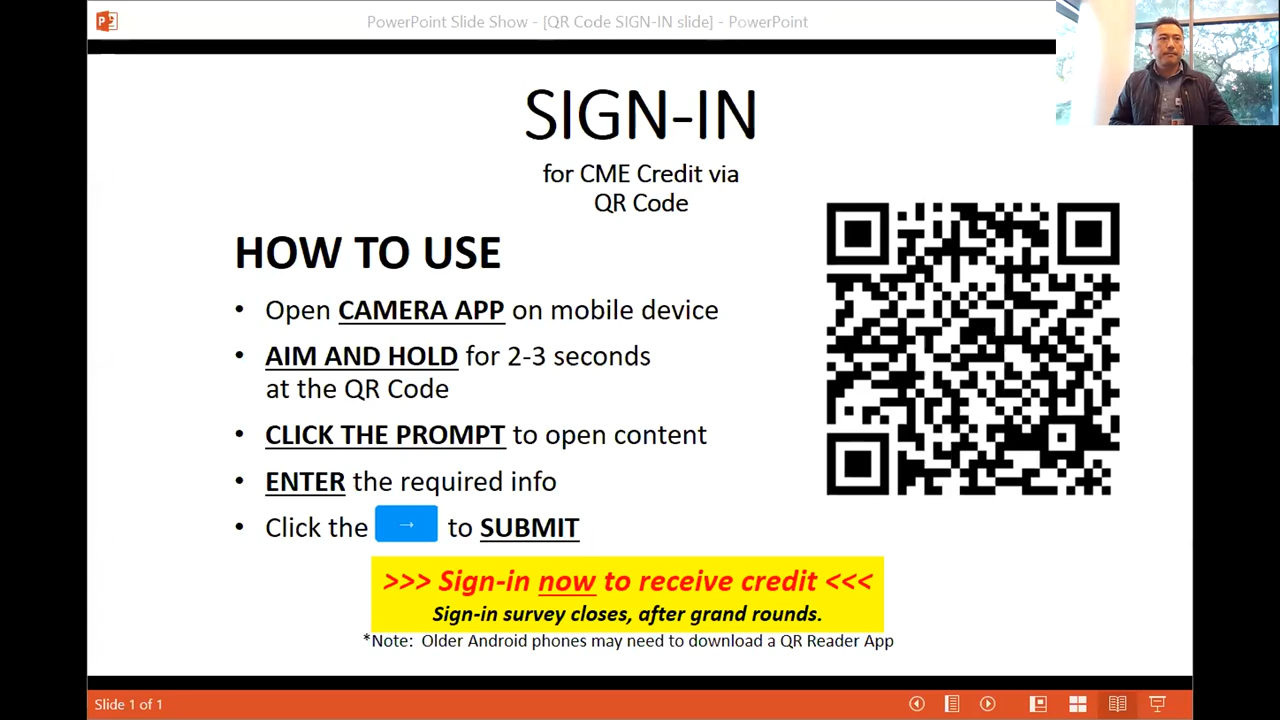 PowerPoint Slide Show - [QR Code SIGN-IN slide] - PowerPoint
SIGN-IN
for CME Credit via
QR Code
HOW TO USE
• Open CAMERA APP on mobile device
• AIM AND HOLD for 2-3 seconds
at the QR Code
• CLICK THE PROMPT to open content
• ENTER the required info
• Click the → to SUBMIT
>>> Sign-in now to receive credit <<<
Sign-in survey closes, after grand rounds.
*Note: Older Android phones may need to download a QR Reader App
Slide 1 of 1